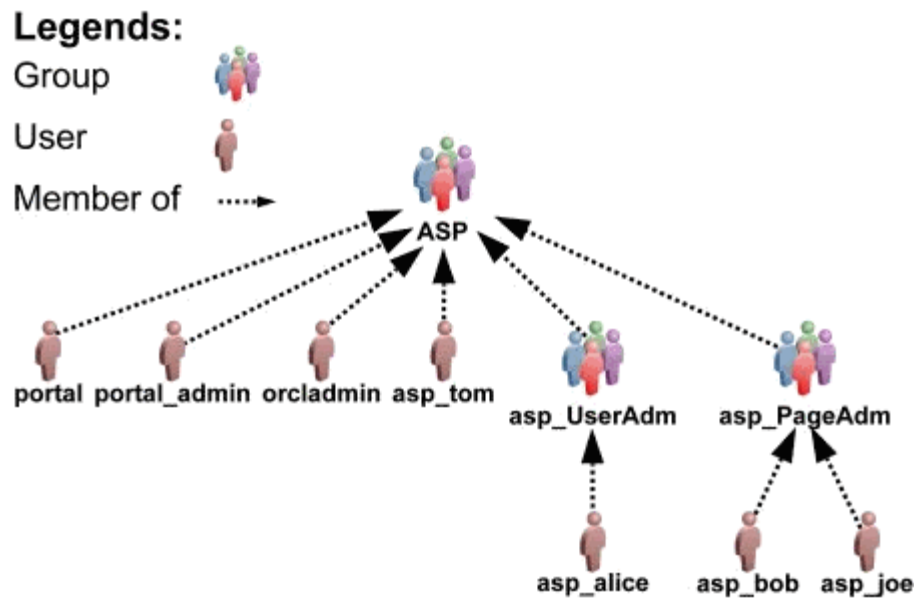 Legends:
Group
User
Member of
ASP
portal portal_admin orcladmin asp_tom
asp_UserAdm asp_PageAdm
asp_alice asp_bob asp_joe